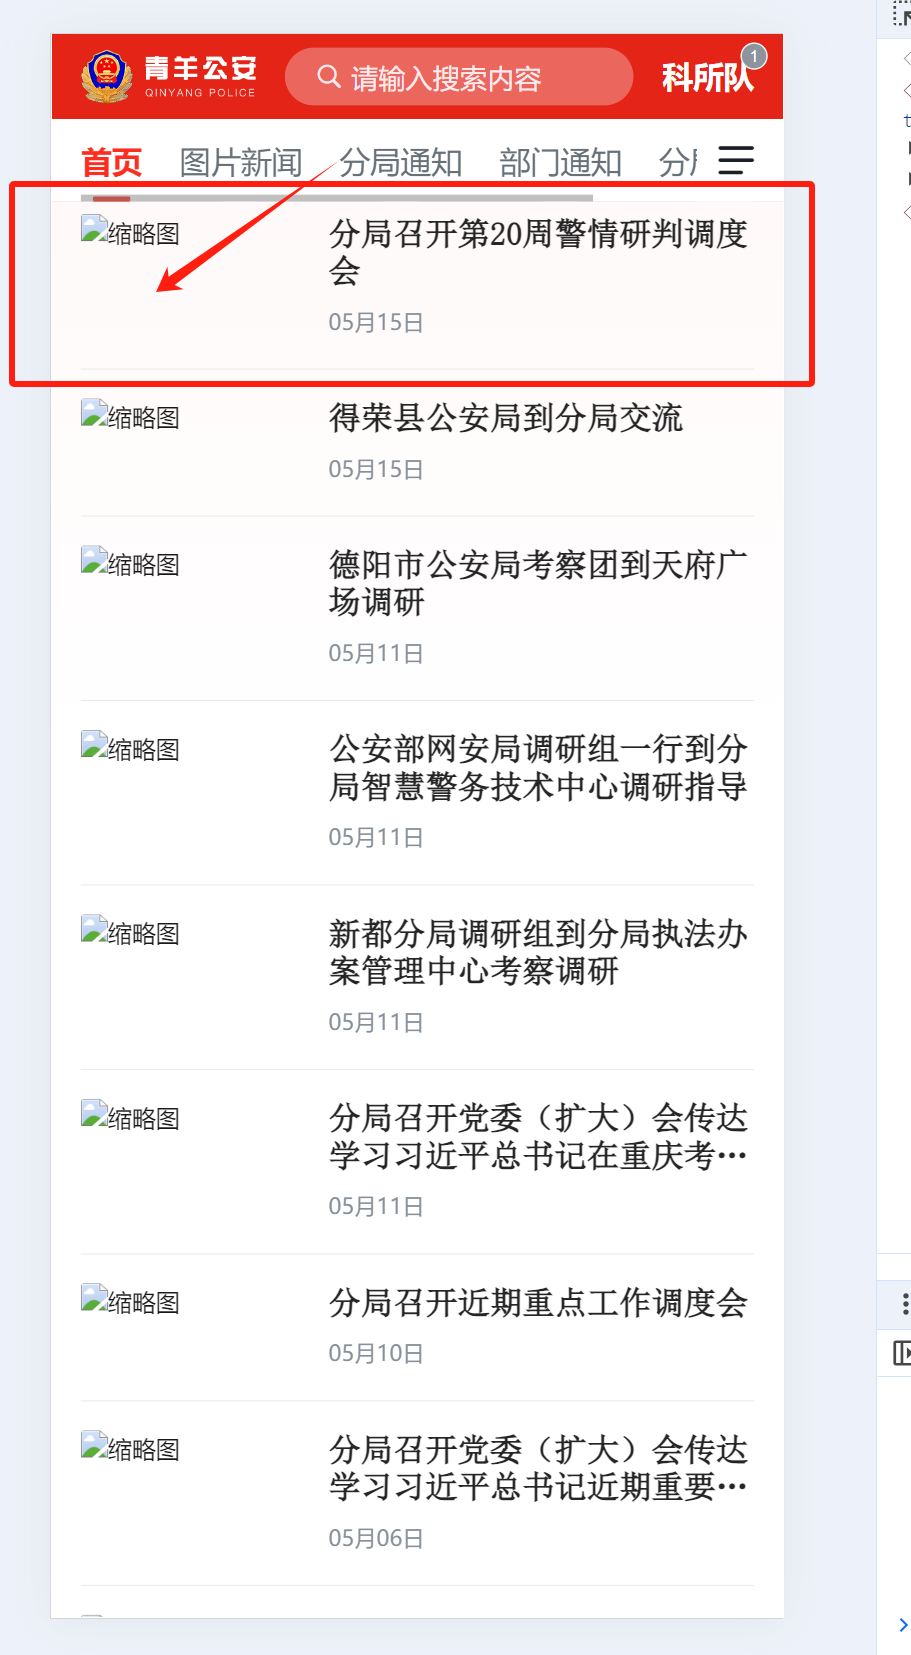 青羊公安
QINYANG POLICE
请输入搜索内容
科所队
1
首页
图片新闻
分局通知
部门通知
缩略图
分局召开第20周警情研判调度
会
05月15日
缩略图
得荣县公安局到分局交流
05月15日
缩略图
德阳市公安局考察团到天府广
场调研
05月11日
缩略图
公安部网安局调研组一行到分
局智慧警务技术中心调研指导
05月11日
缩略图
新都分局调研组到分局执法办
案管理中心考察调研
05月11日
缩略图
分局召开党委（扩大）会传达
学习习近平总书记在重庆考…
05月11日
缩略图
分局召开近期重点工作调度会
05月10日
缩略图
分局召开党委（扩大）会传达
学习习近平总书记近期重要…
05月06日